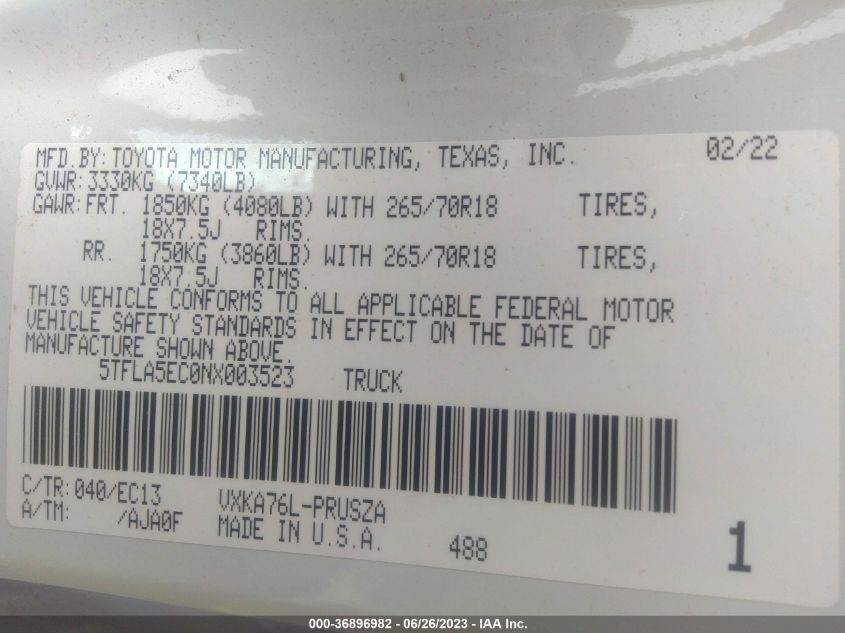 MFD.BY: TOYOTA MOTOR MANUFACTURING, TEXAS, INC. 02/22
GVWR: 3330KG (7340LB)
GAWR: FRT. 1850KG (4080LB) WITH 265/70R18 TIRES,
18X7.5J RIMS.
RR. 1750KG (3860LB) WITH 265/70R18 TIRES,
18X7.5J RIMS.
THIS VEHICLE CONFORMS TO ALL APPLICABLE FEDERAL MOTOR
VEHICLE SAFETY STANDARDS IN EFFECT ON THE DATE OF
MANUFACTURE SHOWN ABOVE.
5TFLA5EC0NX003523 TRUCK
C/TR: 040/EC13 VXKA76L-PRUSZA
A/TM: /AJA0F MADE IN U.S.A. 488 1
000-36896982 - 06/26/2023 - IAA Inc.